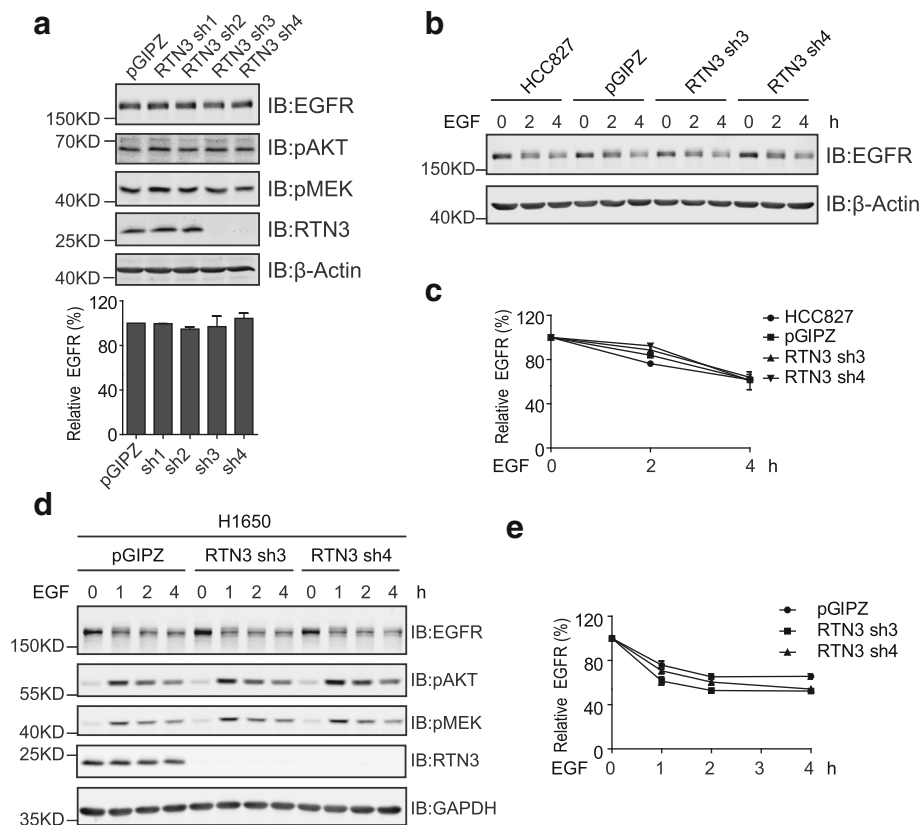 a
pGIPZ RTN3 sh1 RTN3 sh2 RTN3 sh3 RTN3 sh4
IB:EGFR
150KD
70KD
IB:pAKT
IB:pMEK
40KD
IB:RTN3
25KD
IB:β-Actin
40KD
Relative EGFR (%)
120
80
40
0
pGIPZ sh1 sh2 sh3 sh4
b
HCC827 pGIPZ RTN3 sh3 RTN3 sh4
EGF 0 2 4 0 2 4 0 2 4 0 2 4 h
IB:EGFR
150KD
IB:β-Actin
40KD
c
Relative EGFR (%)
120
80
40
0
EGF 0 2 4 h
HCC827
pGIPZ
RTN3 sh3
RTN3 sh4
d
H1650
pGIPZ RTN3 sh3 RTN3 sh4
EGF 0 1 2 4 0 1 2 4 0 1 2 4 h
IB:EGFR
150KD
IB:pAKT
55KD
IB:pMEK
40KD
25KD
IB:RTN3
IB:GAPDH
35KD
e
Relative EGFR (%)
120
80
40
0
EGF 0 1 2 3 4 h
pGIPZ
RTN3 sh3
RTN3 sh4